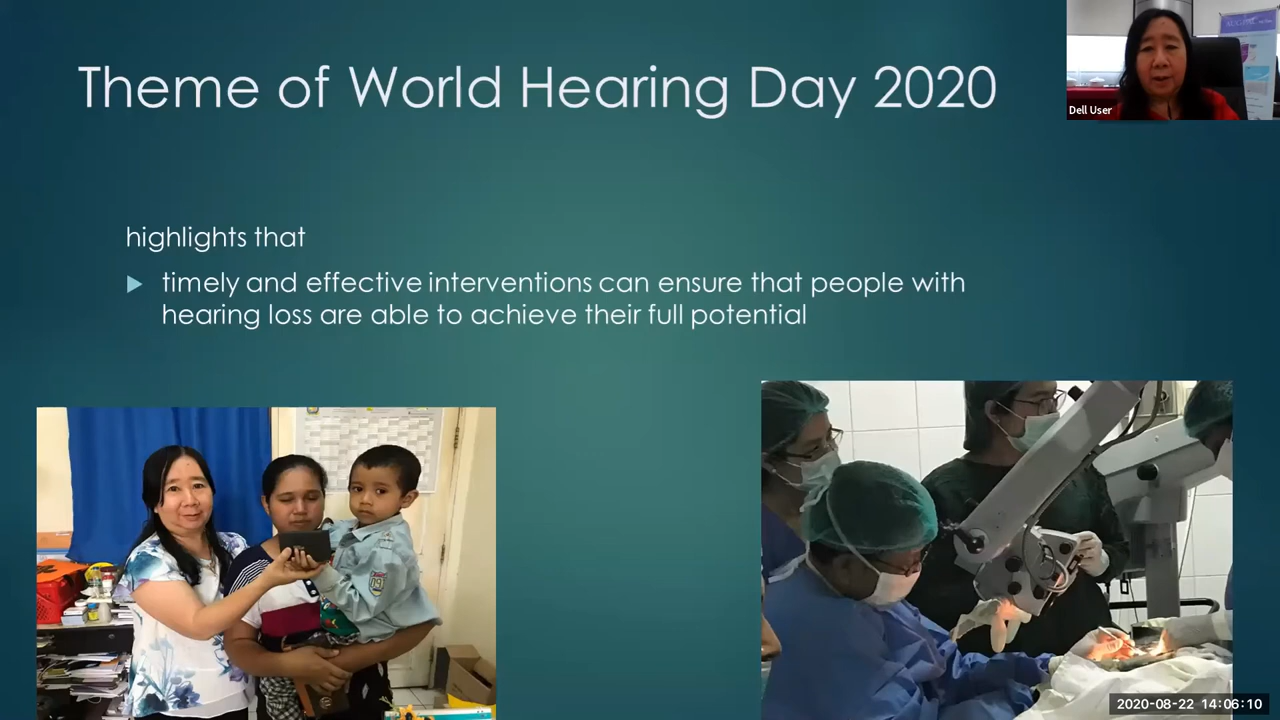 Theme of World Hearing Day 2020
Dell User
highlights that
timely and effective interventions can ensure that people with
hearing loss are able to achieve their full potential
2020-08-22 14:06:10